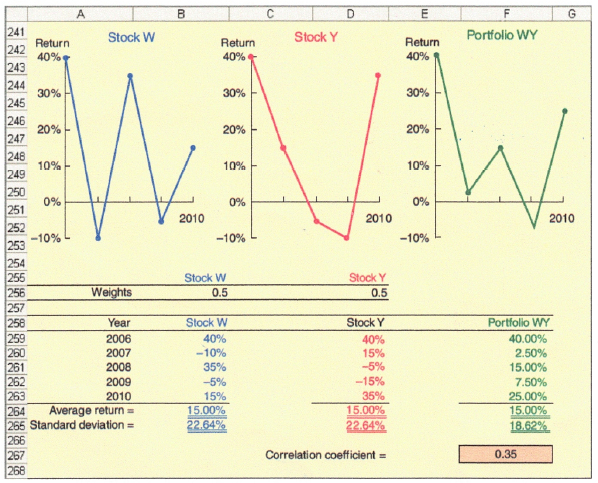 A B C D E F G
241 Stock W Stock Y Portfolio WY
242 Return Return Return
243 40% 40% 40%
244
245 30% 30% 30%
246
247 20% 20% 20%
248
249 10% 10% 10%
250 0% 0% 0%
251 2010 2010 2010
252
253 –10% –10% –10%
254
255 Stock W Stock Y
256 Weights 0.5 0.5
257
258 Year Stock W Stock Y Portfolio WY
259 2006 40% 40% 40.00%
260 2007 –10% 15% 2.50%
261 2008 35% –5% 15.00%
262 2009 –5% –15% 7.50%
263 2010 15% 35% 25.00%
264 Average return = 15.00% 15.00% 15.00%
265 Standard deviation = 22.64% 22.64% 18.62%
266
267 Correlation coefficient = 0.35
268